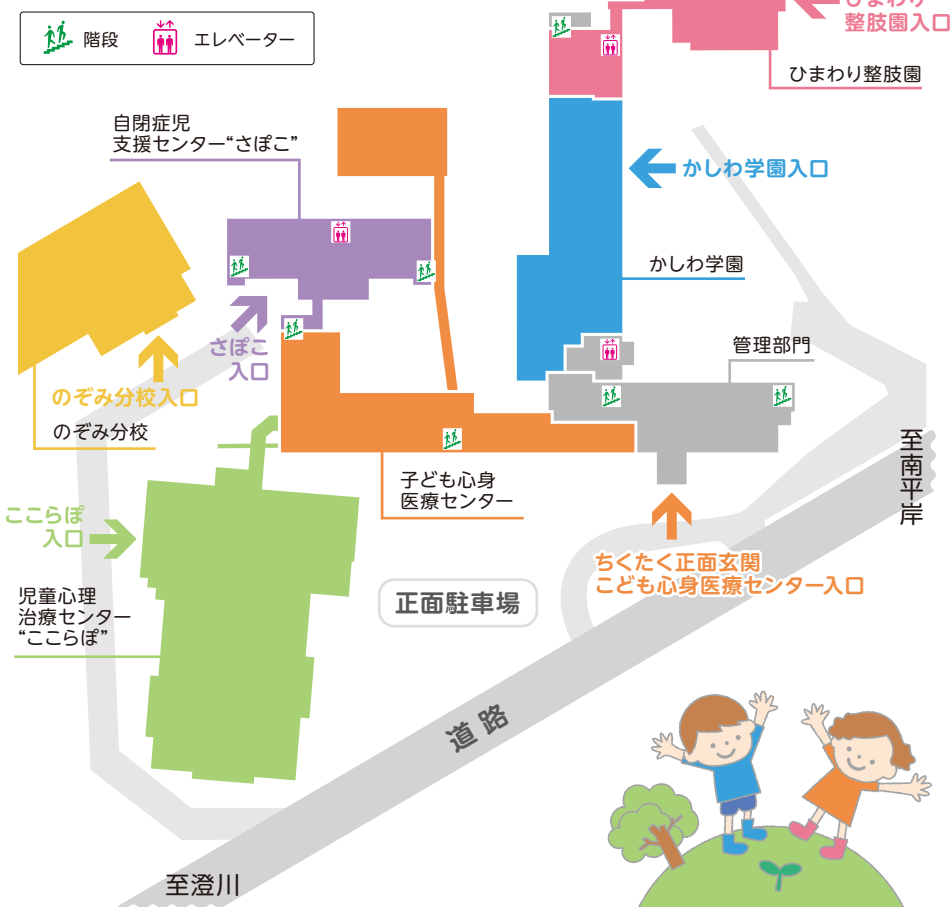 階段
エレベーター
ひまわり
整肢園入口
ひまわり整肢園
自閉症児
支援センター“さぽこ”
かしわ学園入口
かしわ学園
さぽこ
入口
管理部門
のぞみ分校入口
のぞみ分校
至南平岸
子ども心身
医療センター
ここらぽ
入口
ちくたく正面玄関
こども心身医療センター入口
児童心理
治療センター
“ここらぽ”
正面駐車場
道路
至澄川